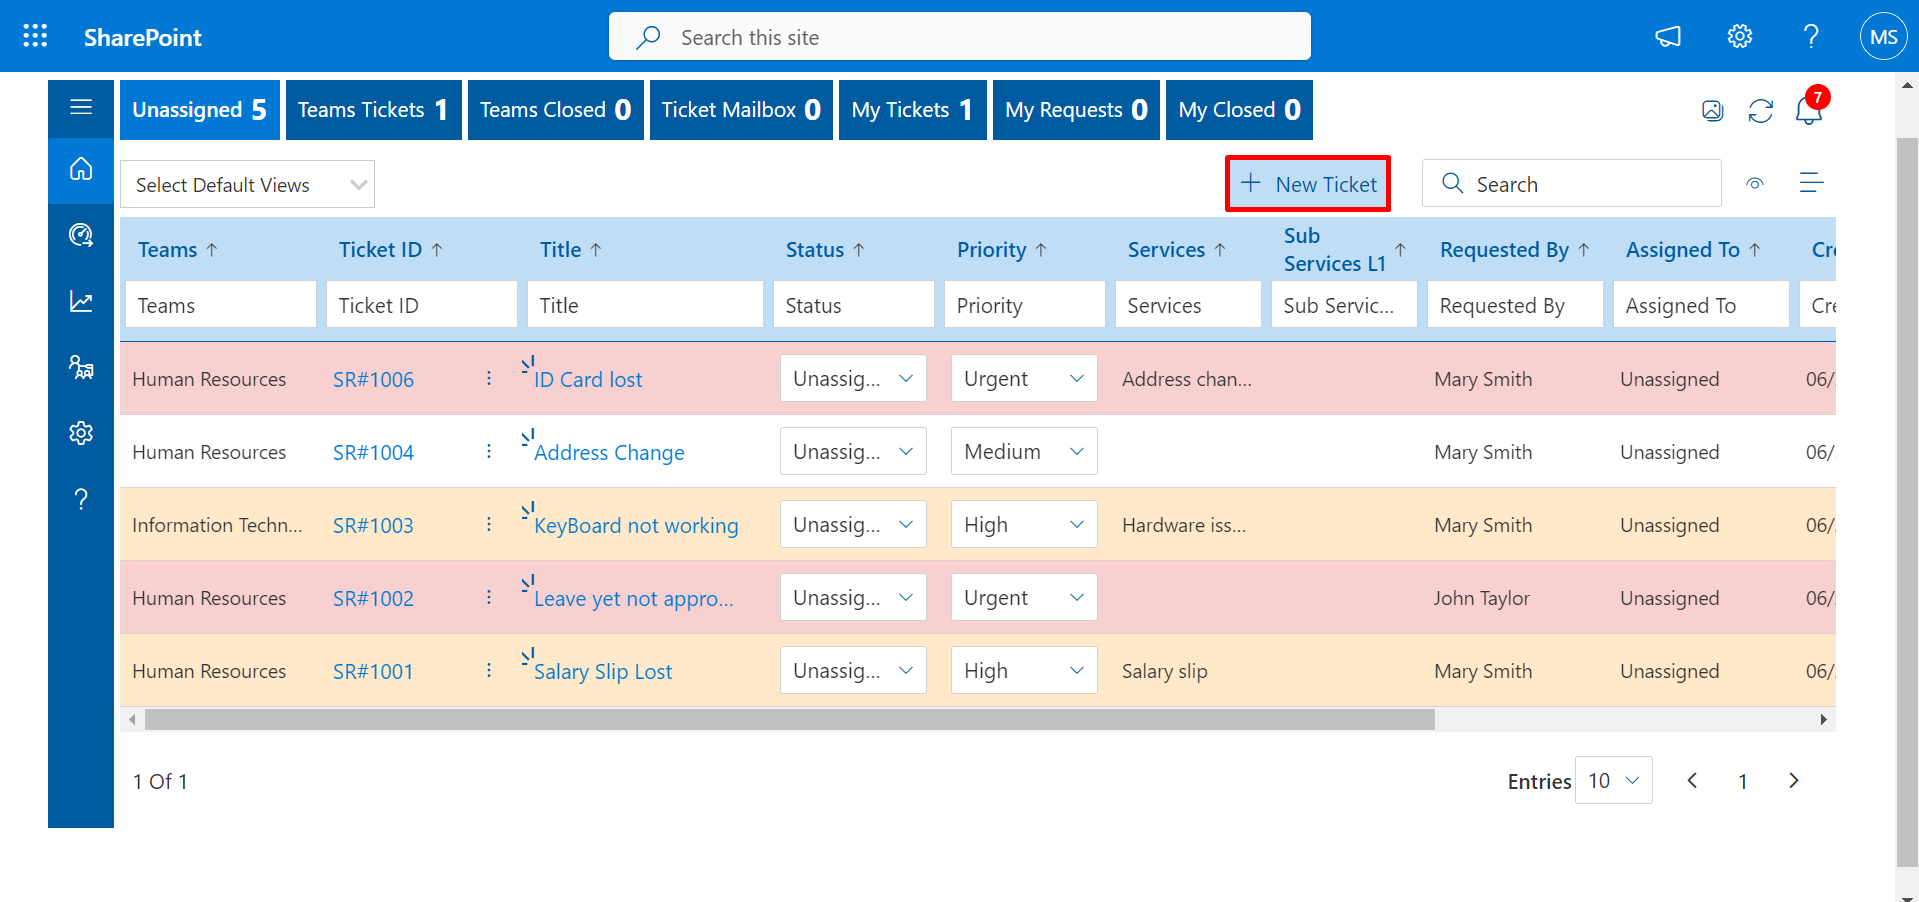 SharePoint
Search this site
MS
Unassigned 5
Teams Tickets 1
Teams Closed 0
Ticket Mailbox 0
My Tickets 1
My Requests 0
My Closed 0
7
Select Default Views
New Ticket
Search
Teams ↑ Ticket ID ↑ Title ↑ Status ↑ Priority ↑ Services ↑ Sub Services L1 ↑ Requested By ↑ Assigned To ↑ Cre
Teams Ticket ID Title Status Priority Services Sub Servic... Requested By Assigned To Cre
Human Resources SR#1006 ID Card lost Unassig... Urgent Address chan... Mary Smith Unassigned 06/
Human Resources SR#1004 Address Change Unassig... Medium Mary Smith Unassigned 06/
Information Techn... SR#1003 KeyBoard not working Unassig... High Hardware iss... Mary Smith Unassigned 06/
Human Resources SR#1002 Leave yet not appro... Unassig... Urgent John Taylor Unassigned 06/
Human Resources SR#1001 Salary Slip Lost Unassig... High Salary slip Mary Smith Unassigned 06/
1 Of 1
Entries 10 1